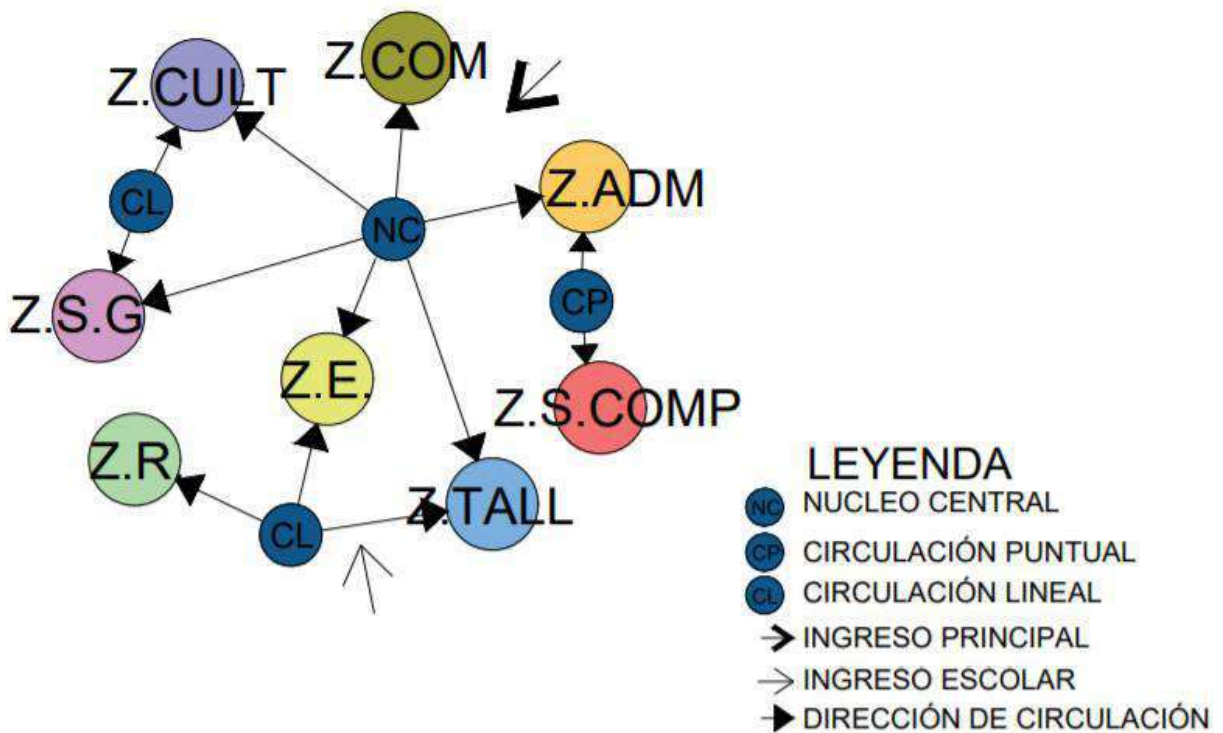 Z.COM
Z.CULT
Z.ADM
CL
NC
CP
Z.S.G
Z.E.
Z.S.COMP
Z.R.
Z.TALL
CL
LEYENDA
NC NUCLEO CENTRAL
CP CIRCULACIÓN PUNTUAL
CL CIRCULACIÓN LINEAL
INGRESO PRINCIPAL
INGRESO ESCOLAR
DIRECCIÓN DE CIRCULACIÓN